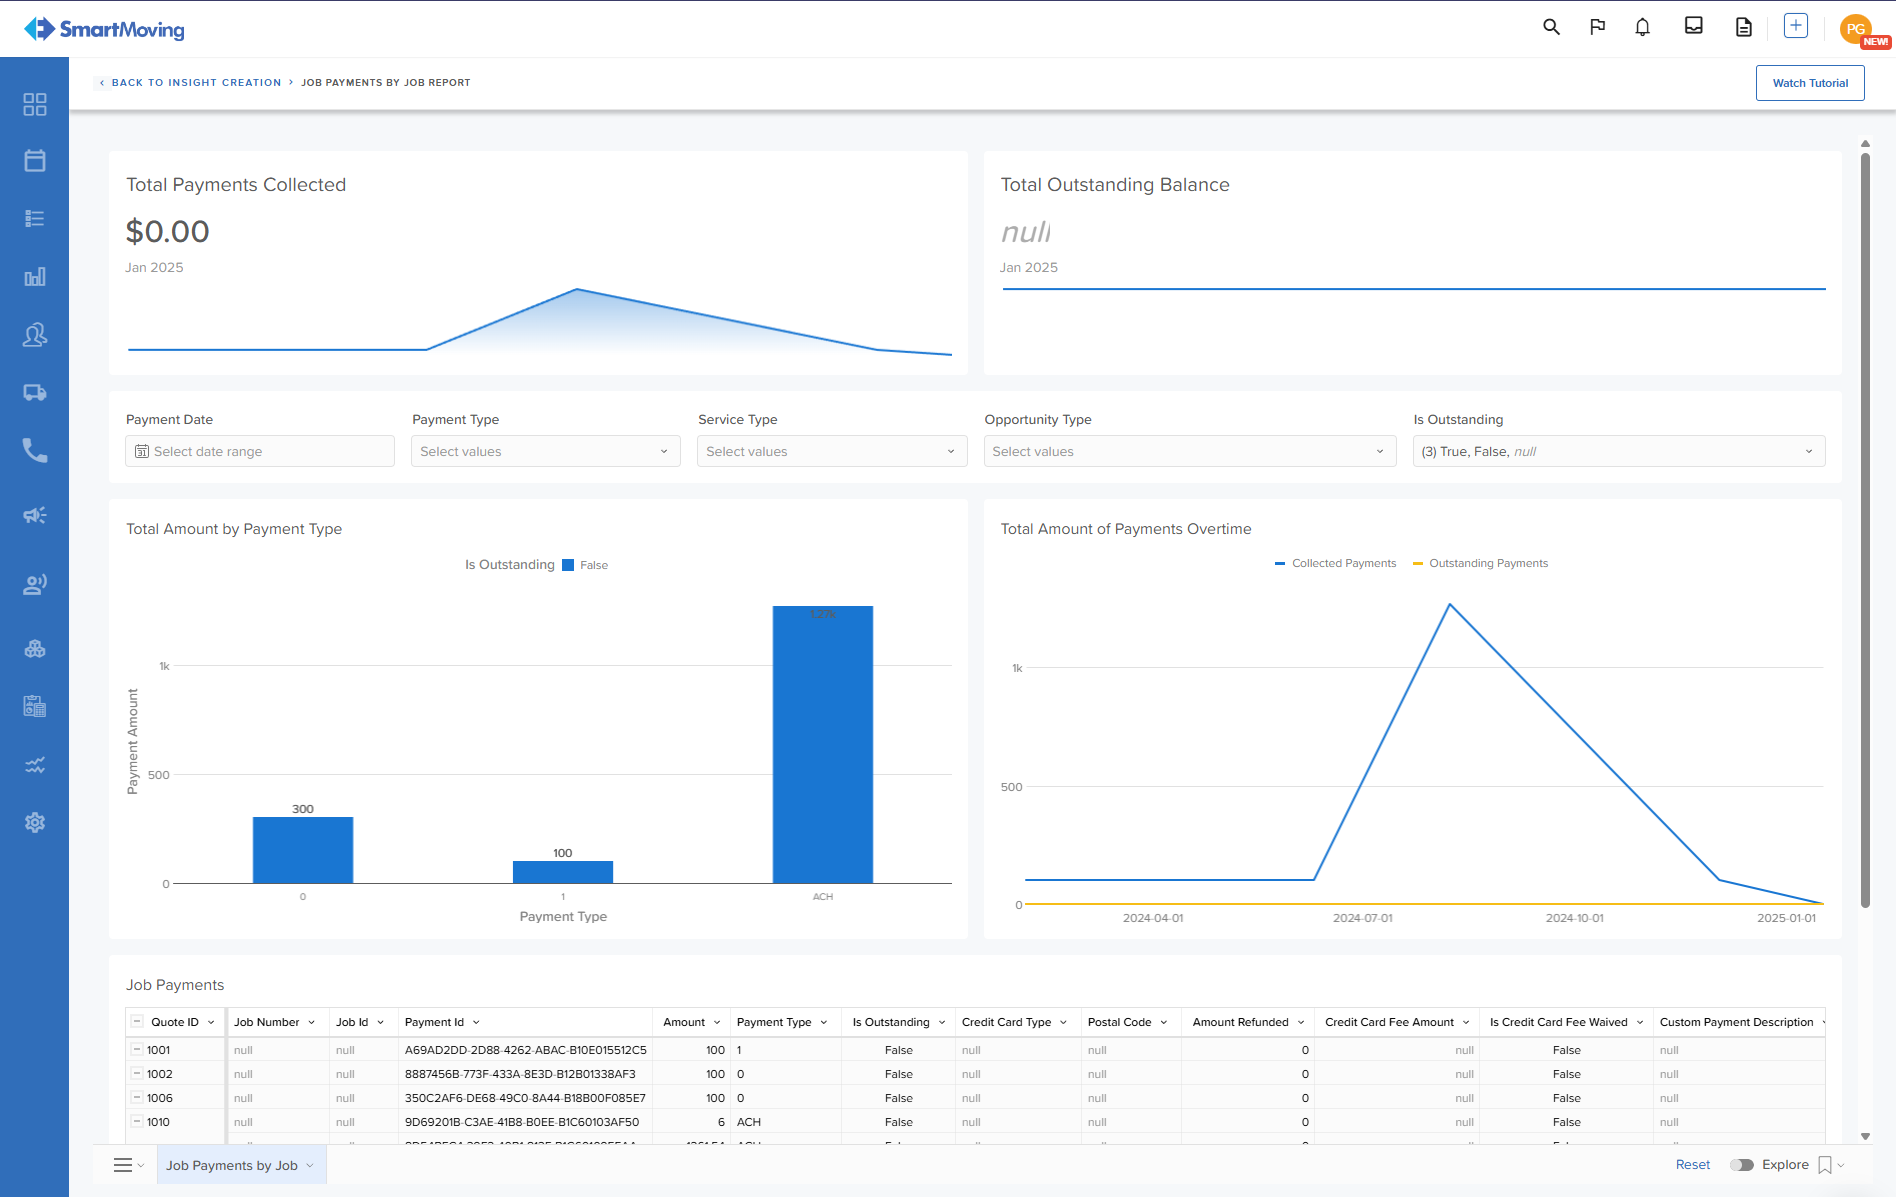 SmartMoving
PG
NEW!
BACK TO INSIGHT CREATION
JOB PAYMENTS BY JOB REPORT
Watch Tutorial
Total Payments Collected
$0.00
Jan 2025
Total Outstanding Balance
null
Jan 2025
Payment Date
Payment Type
Service Type
Opportunity Type
Is Outstanding
31 Select date range
Select values
Select values
Select values
(3) True, False, null
Total Amount by Payment Type
Is Outstanding False
1k
500
0
Payment Amount
300
100
0
1
ACH
Payment Type
Total Amount of Payments Overtime
Collected Payments Outstanding Payments
1k
500
0
2024-04-01
2024-07-01
2024-10-01
2025-01-01
Job Payments
Quote ID Job Number Job Id Payment Id Amount Payment Type Is Outstanding Credit Card Type Postal Code Amount Refunded Credit Card Fee Amount Is Credit Card Fee Waived Custom Payment Description
1001 null null A69AD2DD-2D88-4262-ABAC-B10E015512C5 100 1 False null null 0 null False null
1002 null null 8887456B-773F-433A-8E3D-B12B01338AF3 100 0 False null null 0 null False null
1006 null null 350C2AF6-DE68-49C0-8A44-B18B00F085E7 100 0 False null null 0 null False null
1010 null null 9D69201B-C3AE-41B8-B0EE-B1C60103AF50 6 ACH False null null 0 null False null
Job Payments by Job
Reset
Explore